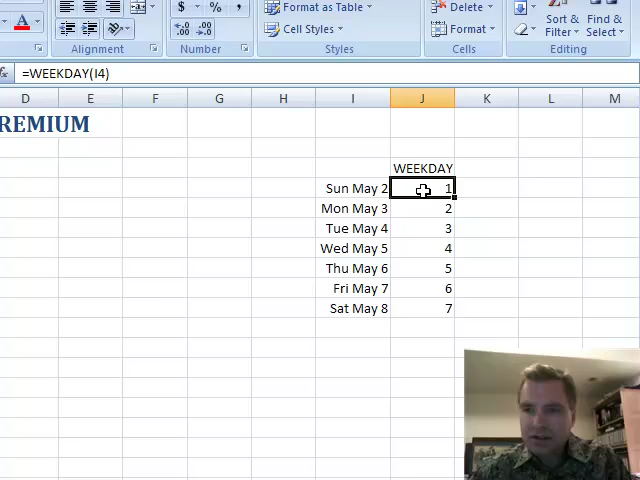 Format as Table
Delete
Sort &
Find &
Cell Styles
Format
Filter
Select
Alignment
Number
Styles
Cells
Editing
=WEEKDAY(I4)
D E F G H I J K L M
REMIUM
WEEKDAY
Sun May 2 1
Mon May 3 2
Tue May 4 3
Wed May 5 4
Thu May 6 5
Fri May 7 6
Sat May 8 7